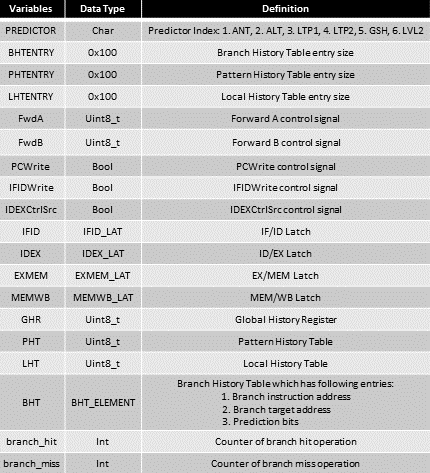 Variables Data Type Definition
PREDICTOR Char Predictor Index: 1. ANT, 2. ALT, 3. LTP1, 4. LTP2, 5. GSH, 6. LVL2
BHTENTRY 0x100 Branch History Table entry size
PHTENTRY 0x100 Pattern History Table entry size
LHTENTRY 0x100 Local History Table entry size
FwdA Uint8_t Forward A control signal
FwdB Uint8_t Forward B control signal
PCWrite Bool PCWrite control signal
IFIDWrite Bool IFIDWrite control signal
IDEXCtrlSrc Bool IDEXCtrlSrc control signal
IFID IFID_LAT IF/ID Latch
IDEX IDEX_LAT ID/EX Latch
EXMEM EXMEM_LAT EX/MEM Latch
MEMWB MEMWB_LAT MEM/WB Latch
GHR Uint8_t Global History Register
PHT Uint8_t Pattern History Table
LHT Uint8_t Local History Table
BHT BHT_ELEMENT Branch History Table which has following entries:
1. Branch instruction address
2. Branch target address
3. Prediction bits
branch_hit Int Counter of branch hit operation
branch_miss Int Counter of branch miss operation